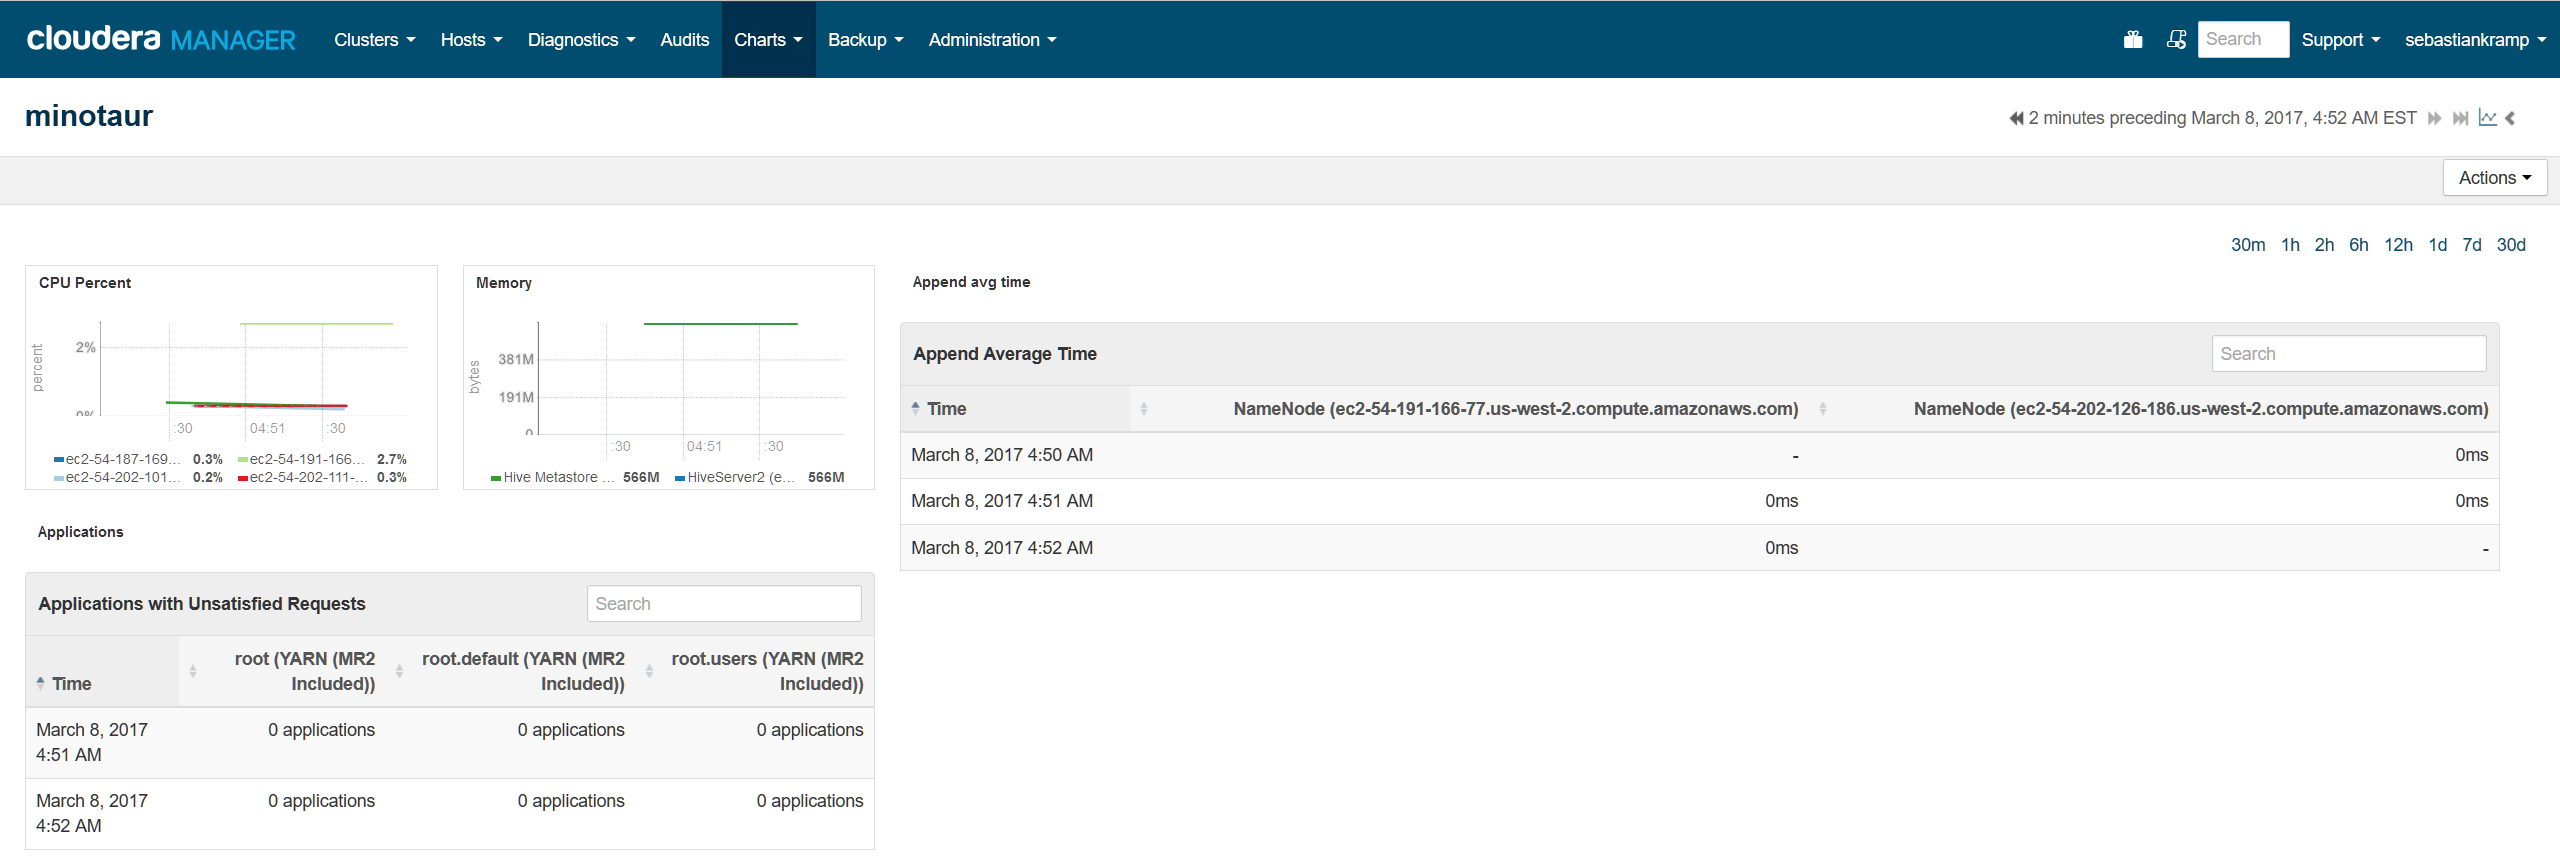 cloudera MANAGER Clusters Hosts Diagnostics Audits Charts Backup Administration Search Support sebastiankramp
minotaur
2 minutes preceding March 8, 2017, 4:52 AM EST
Actions
30m 1h 2h 6h 12h 1d 7d 30d
CPU Percent
percent
2%
0%
:30 04:51 :30
ec2-54-187-169... 0.3% ec2-54-191-166... 2.7%
ec2-54-202-101... 0.2% ec2-54-202-111-... 0.3%
Memory
bytes
381M
191M
0
:30 04:51 :30
Hive Metastore ... 566M HiveServer2 (e... 566M
Append avg time
Append Average Time Search
Time NameNode (ec2-54-191-166-77.us-west-2.compute.amazonaws.com) NameNode (ec2-54-202-126-186.us-west-2.compute.amazonaws.com)
March 8, 2017 4:50 AM - 0ms
March 8, 2017 4:51 AM 0ms 0ms
March 8, 2017 4:52 AM 0ms -
Applications
Applications with Unsatisfied Requests Search
Time root (YARN (MR2 Included)) root.default (YARN (MR2 Included)) root.users (YARN (MR2 Included))
March 8, 2017 4:51 AM 0 applications 0 applications 0 applications
March 8, 2017 4:52 AM 0 applications 0 applications 0 applications